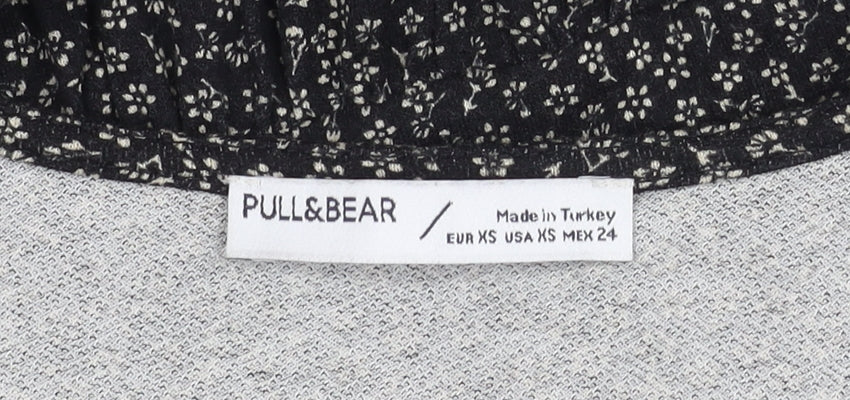 PULL&BEAR /
Made in Turkey
EUR XS USA XS MEX 24